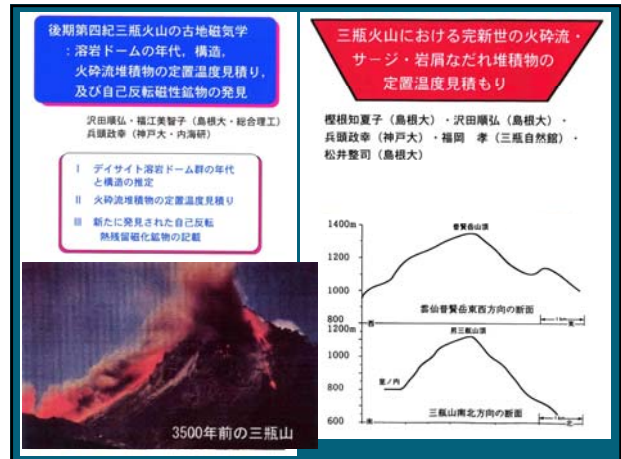 後期第四紀三瓶火山の古地磁気学
：溶岩ドームの年代，構造，
火砕流堆積物の定置温度見積り，
及び自己反転磁性鉱物の発見
沢田順弘・福江美智子（島根大・総合理工）
兵頭政幸（神戸大・内海研）
Ⅰ デイサイト溶岩ドーム群の年代
と構造の推定
Ⅱ 火砕流堆積物の定置温度見積り
Ⅲ 新たに発見された自己反転
熱残留磁化鉱物の記載
3500年前の三瓶山
三瓶火山における完新世の火砕流・
サージ・岩屑なだれ堆積物の
定置温度見積もり
樫根知夏子（島根大）・沢田順弘（島根大）・
兵頭政幸（神戸大）・福岡 孝（三瓶自然館）・
松井整司（島根大）
1400m
普賢岳山頂
1200
1000
雲仙普賢岳東西方向の断面
800
西
1 km
東
1200m
男三瓶山頂
1000
800
室ノ内
三瓶山南北方向の断面
600
南
1 km
北